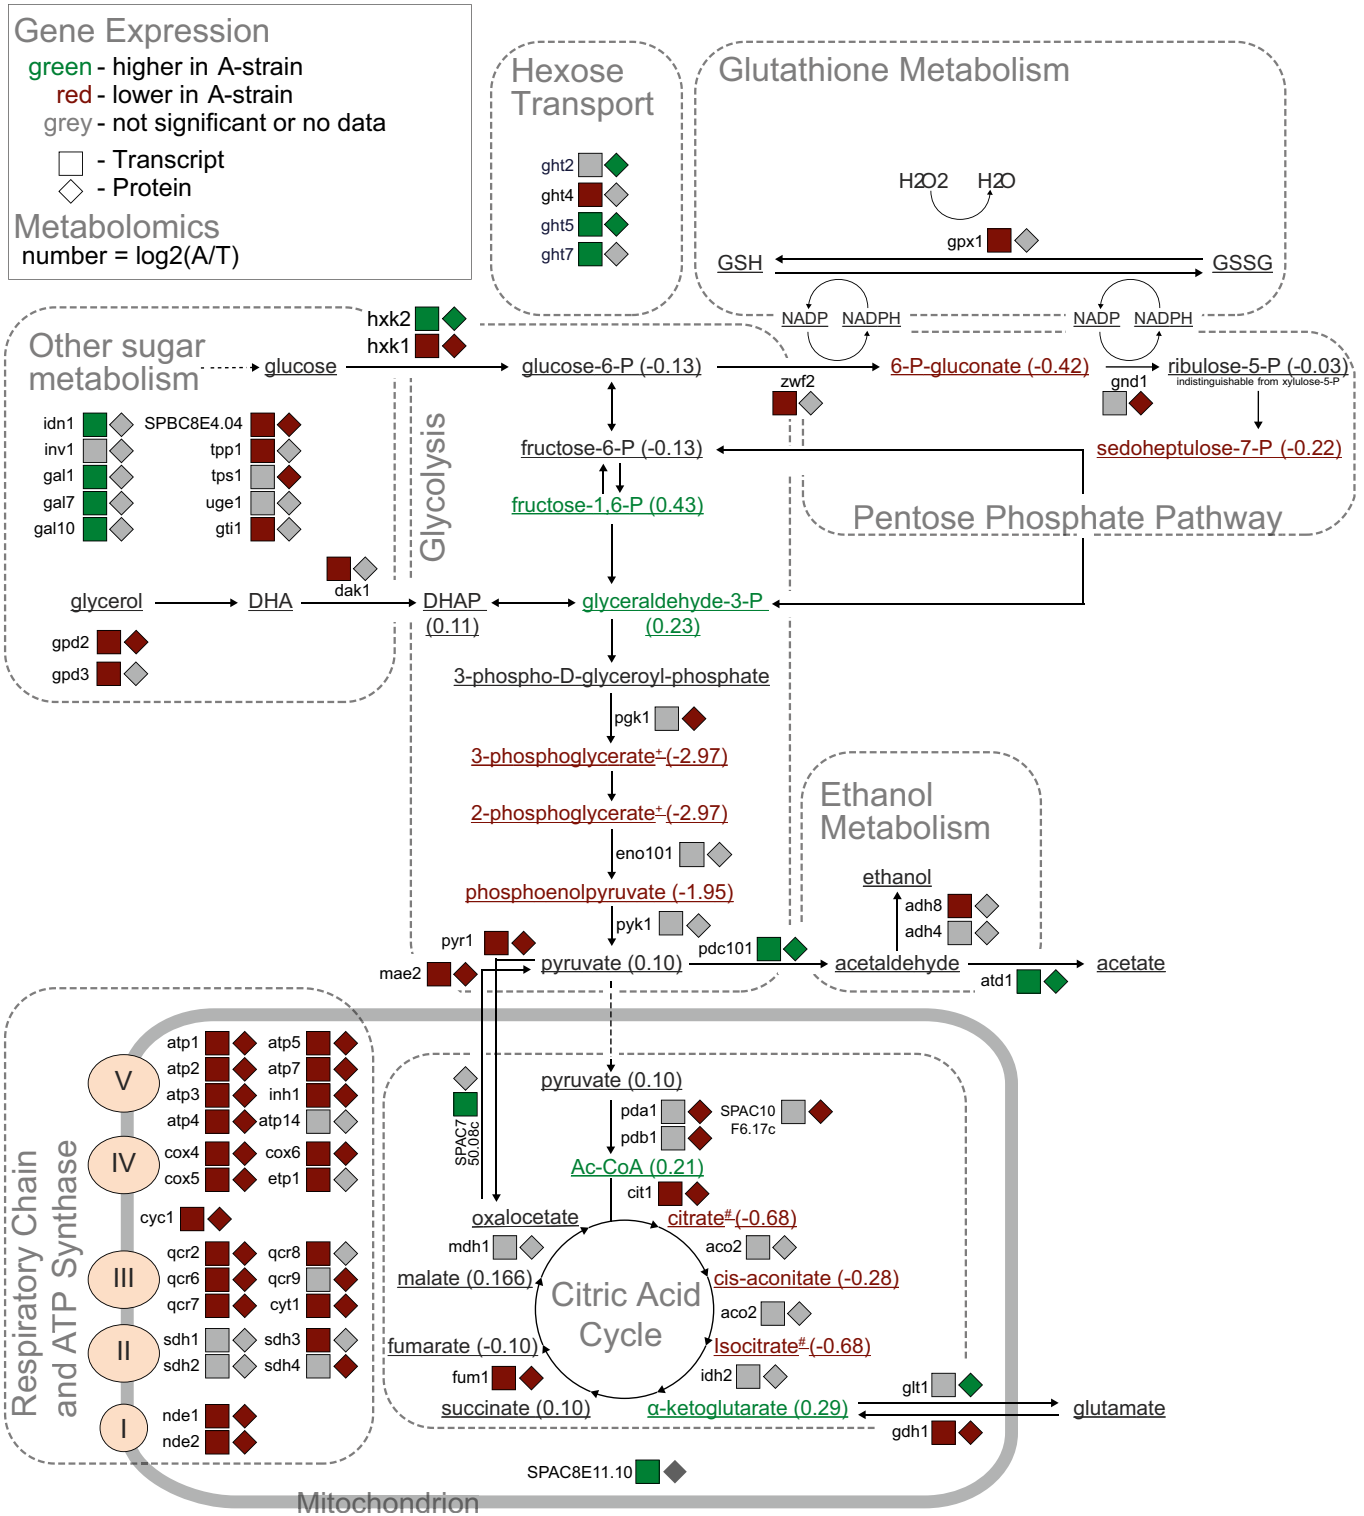 Gene Expression
green - higher in A-strain
red - lower in A-strain
grey - not significant or no data
- Transcript
- Protein
Metabolomics
number = log2(A/T)
Hexose
Transport
ght2
ght4
ght5
ght7
Glutathione Metabolism
H2O2 H2O
gpx1
GSH GSSG
NADP NADPH
NADP NADPH
Other sugar
metabolism
hxk2
hxk1
glucose
glucose-6-P (-0.13)
zwf2
6-P-gluconate (-0.42)
gnd1
ribulose-5-P (-0.03)
indistinguishable from xylulose-5-P
sedoheptulose-7-P (-0.22)
Pentose Phosphate Pathway
idn1 SPBC8E4.04
inv1 tpp1
gal1 tps1
gal7 uge1
gal10 gti1
Glycolysis
fructose-6-P (-0.13)
fructose-1,6-P (0.43)
dak1
glycerol DHA DHAP
(0.11)
glyceraldehyde-3-P
(0.23)
gpd2
gpd3
3-phospho-D-glyceroyl-phosphate
pgk1
3-phosphoglycerate+ (-2.97)
2-phosphoglycerate+ (-2.97)
eno101
phosphoenolpyruvate (-1.95)
pyk1
pyr1
mae2
pyruvate (0.10)
pdc101
Ethanol
Metabolism
ethanol
adh8
adh4
acetaldehyde
atd1
acetate
Respiratory Chain
and ATP Synthase
V
atp1 atp5
atp2 atp7
atp3 inh1
atp4 atp14
IV
cox4 cox6
cox5 etp1
cyc1
III
qcr2 qcr8
qcr6 qcr9
qcr7 cyt1
II
sdh1 sdh3
sdh2 sdh4
I
nde1
nde2
SPAC7
50.08c
pyruvate (0.10)
pda1
pdb1
SPAC10
F6.17c
Ac-CoA (0.21)
cit1
oxalocetate
citrate# (-0.68)
mdh1
aco2
malate (0.166)
cis-aconitate (-0.28)
Citric Acid
Cycle
aco2
fumarate (-0.10)
Isocitrate# (-0.68)
fum1
idh2
succinate (0.10)
α-ketoglutarate (0.29)
glt1
gdh1
glutamate
SPAC8E11.10
Mitochondrion